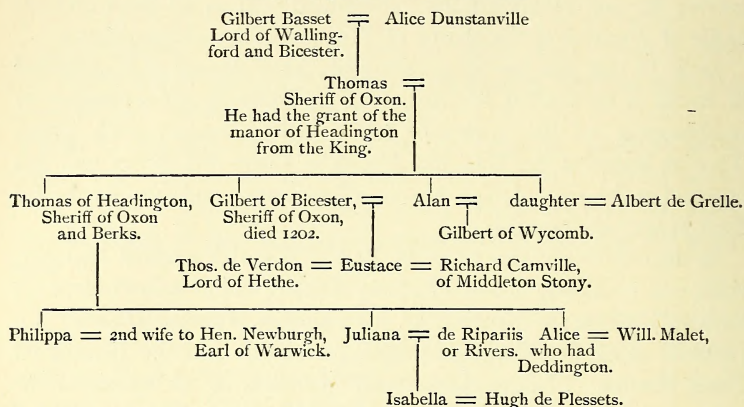 Gilbert Basset = Alice Dunstanville
Lord of Walling-
ford and Bicester.
Thomas =
Sheriff of Oxon.
He had the grant of the
manor of Headington
from the King.
Thomas of Headington,
Sheriff of Oxon
and Berks.
Gilbert of Bicester, =
Sheriff of Oxon,
died 1202.
Alan =
Gilbert of Wycomb.
daughter = Albert de Grelle.
Thos. de Verdon = Eustace = Richard Camville,
Lord of Hethe.
of Middleton Stony.
Philippa = 2nd wife to Hen. Newburgh,
Earl of Warwick.
Juliana = de Ripariis
or Rivers.
Alice = Will. Malet,
who had
Deddington.
Isabella = Hugh de Plessets.